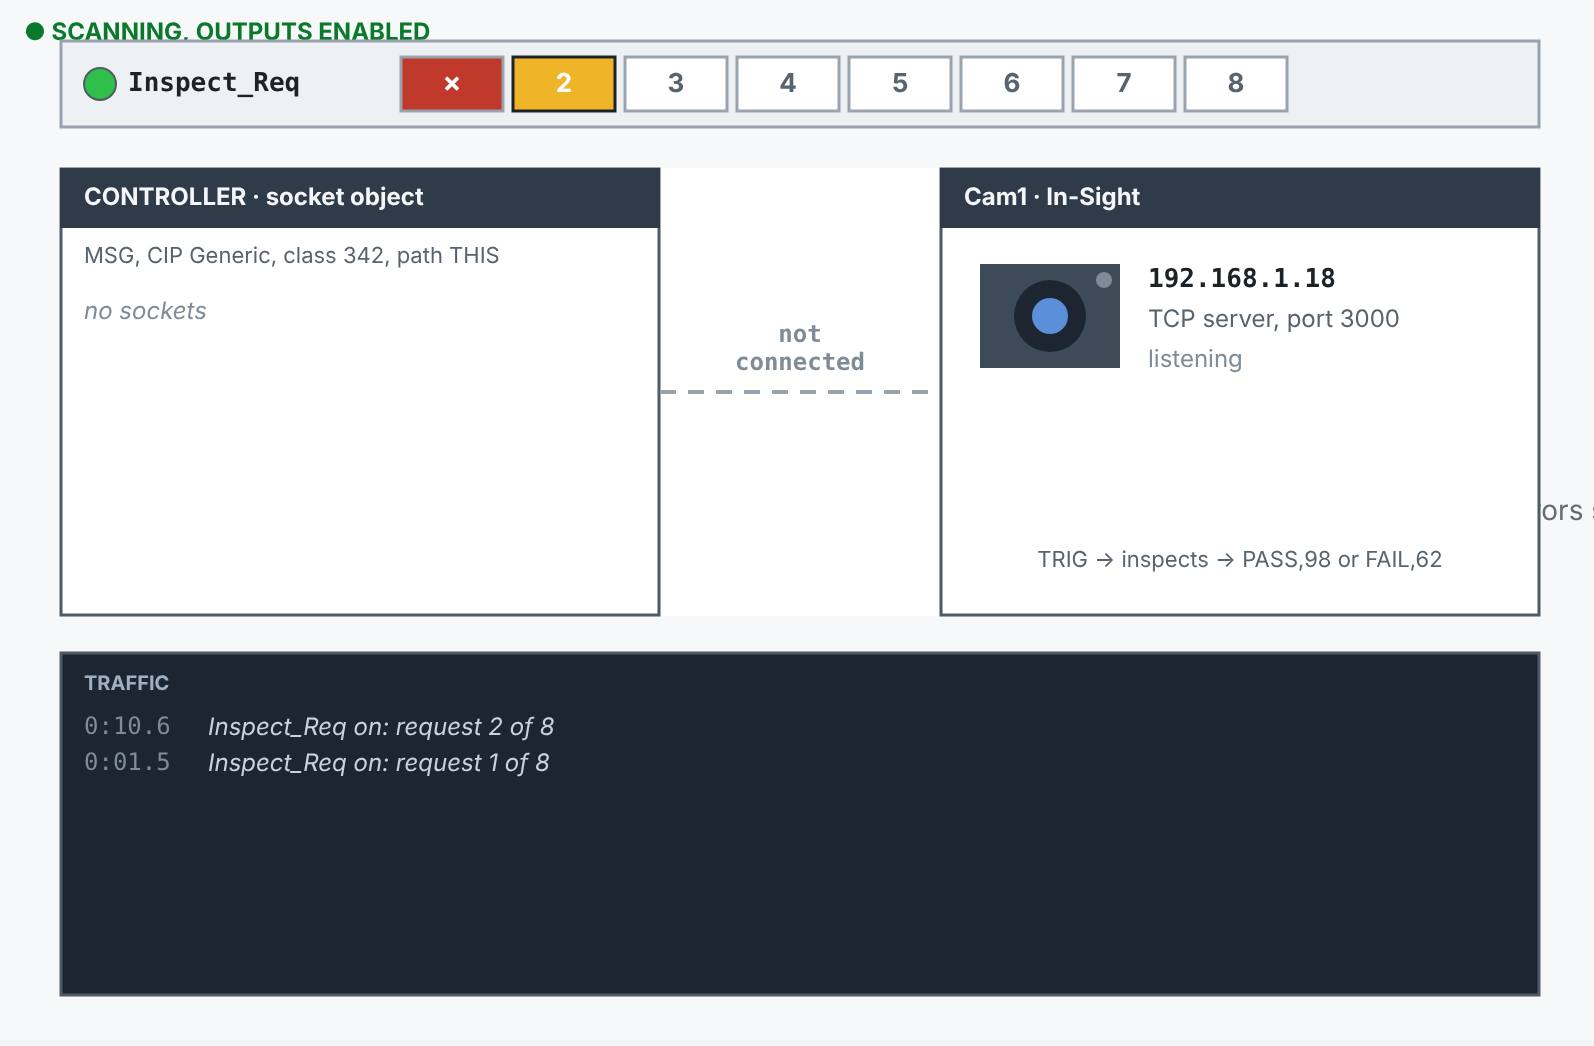 SCANNING, OUTPUTS ENABLED
Inspect_Req × 2 3 4 5 6 7 8
CONTROLLER · socket object
MSG, CIP Generic, class 342, path THIS
no sockets
not
connected
Cam1 · In-Sight
192.168.1.18
TCP server, port 3000
listening
ors
TRIG → inspects → PASS,98 or FAIL,62
TRAFFIC
0:10.6 Inspect_Req on: request 2 of 8
0:01.5 Inspect_Req on: request 1 of 8